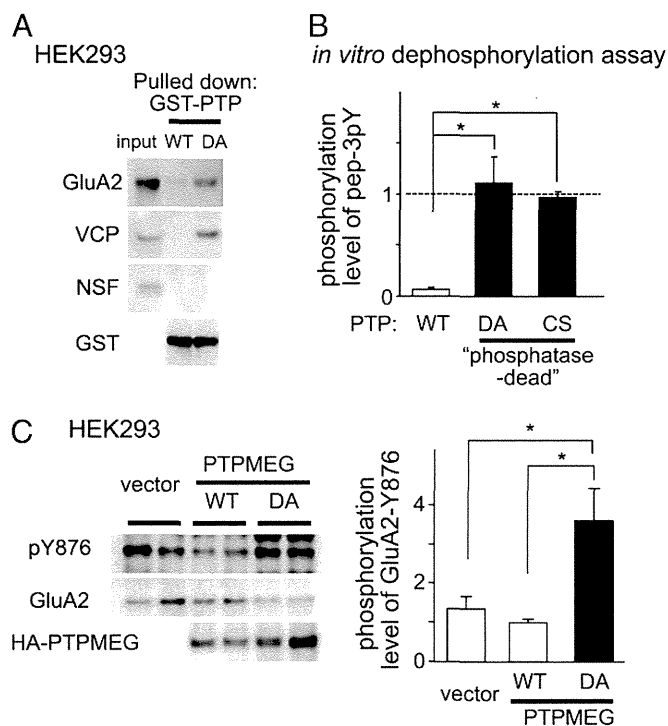 A
HEK293
Pulled down:
GST-PTP
input WT DA
GluA2
VCP
NSF
GST
B
in vitro dephosphorylation assay
phosphorylation
level of pep-3pY
1
0
*
*
PTP: WT DA CS
"phosphatase
-dead"
C HEK293
PTPMEG
vector
WT DA
pY876
GluA2
HA-PTPMEG
phosphorylation
level of GluA2-Y876
4
2
0
*
*
vector WT DA
PTPMEG